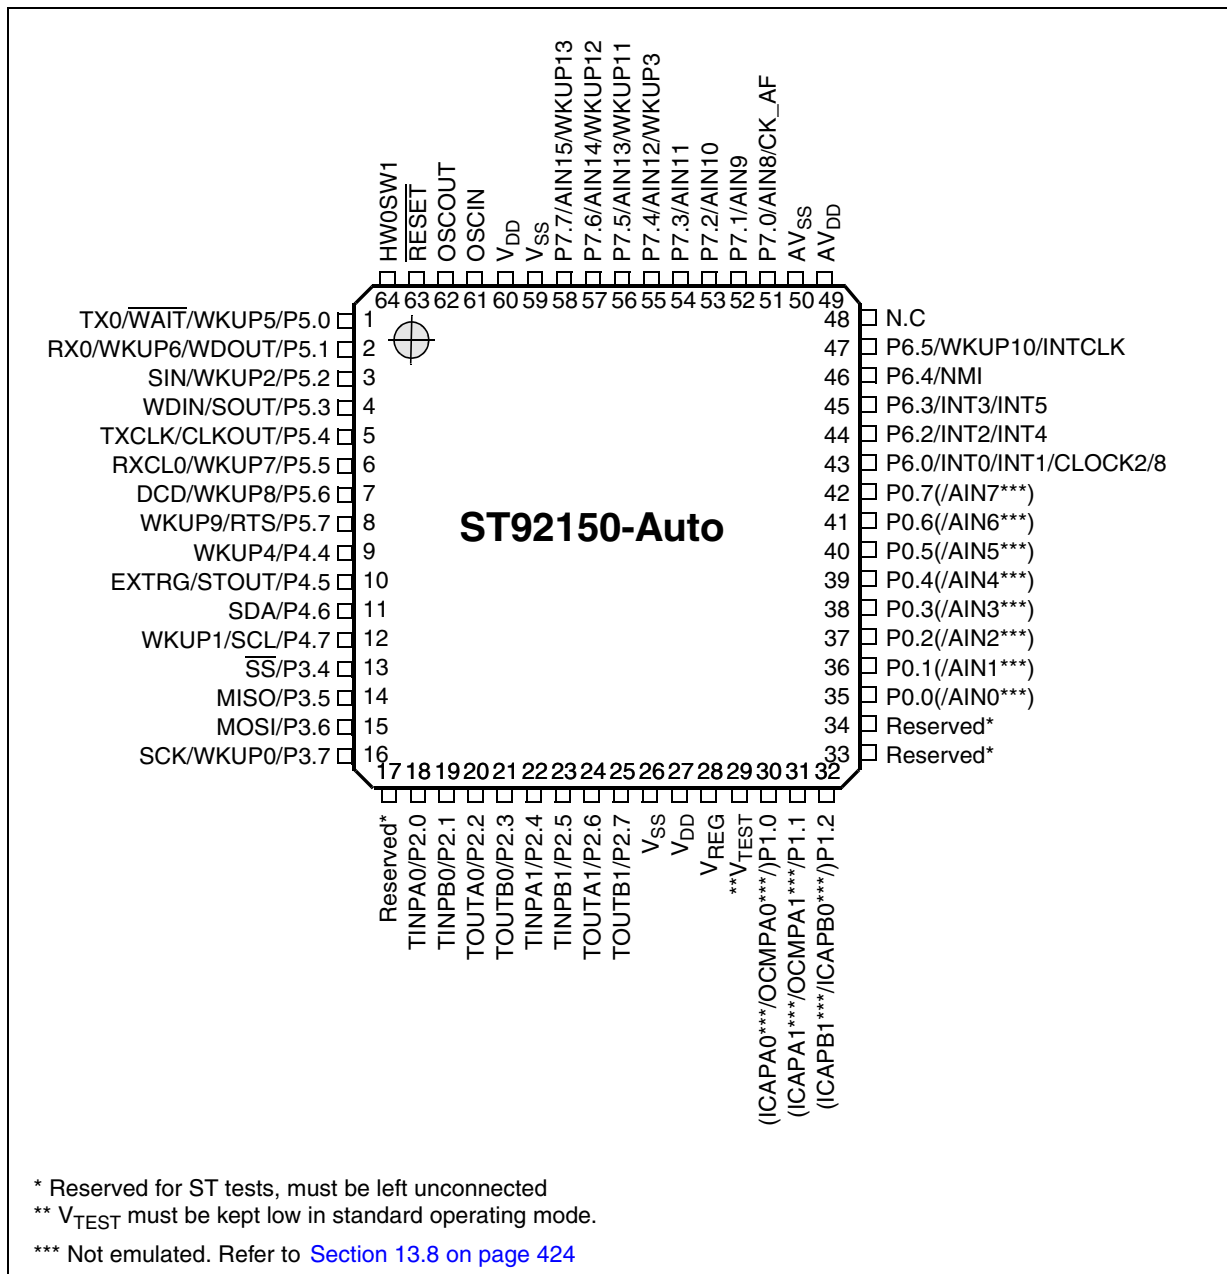 HW0SW1
RESET
OSCOUT
OSCIN
VDD
VSS
P7.7/AIN15/WKUP13
P7.6/AIN14/WKUP12
P7.5/AIN13/WKUP11
P7.4/AIN12/WKUP3
P7.3/AIN11
P7.2/AIN10
P7.1/AIN9
P7.0/AIN8/CK_AF
AVSS
AVDD
64 63 62 61 60 59 58 57 56 55 54 53 52 51 50 49
TX0/WAIT/WKUP5/P5.0 1
RX0/WKUP6/WDOUT/P5.1 2
SIN/WKUP2/P5.2 3
WDIN/SOUT/P5.3 4
TXCLK/CLKOUT/P5.4 5
RXCL0/WKUP7/P5.5 6
DCD/WKUP8/P5.6 7
WKUP9/RTS/P5.7 8
WKUP4/P4.4 9
EXTRG/STOUT/P4.5 10
SDA/P4.6 11
WKUP1/SCL/P4.7 12
SS/P3.4 13
MISO/P3.5 14
MOSI/P3.6 15
SCK/WKUP0/P3.7 16
ST92150-Auto
48 N.C
47 P6.5/WKUP10/INTCLK
46 P6.4/NMI
45 P6.3/INT3/INT5
44 P6.2/INT2/INT4
43 P6.0/INT0/INT1/CLOCK2/8
42 P0.7(/AIN7***)
41 P0.6(/AIN6***)
40 P0.5(/AIN5***)
39 P0.4(/AIN4***)
38 P0.3(/AIN3***)
37 P0.2(/AIN2***)
36 P0.1(/AIN1***)
35 P0.0(/AIN0***)
34 Reserved*
33 Reserved*
17 18 19 20 21 22 23 24 25 26 27 28 29 30 31 32
Reserved*
TINPA0/P2.0
TINPB0/P2.1
TOUTA0/P2.2
TOUTB0/P2.3
TINPA1/P2.4
TINPB1/P2.5
TOUTA1/P2.6
TOUTB1/P2.7
VSS
VDD
VREG
**VTEST
(ICAPA0***/OCMPA0***/)P1.0
(ICAPA1***/OCMPA1***/P1.1
(ICAPB1***/ICAPB0***/)P1.2
* Reserved for ST tests, must be left unconnected
** VTEST must be kept low in standard operating mode.
*** Not emulated. Refer to Section 13.8 on page 424